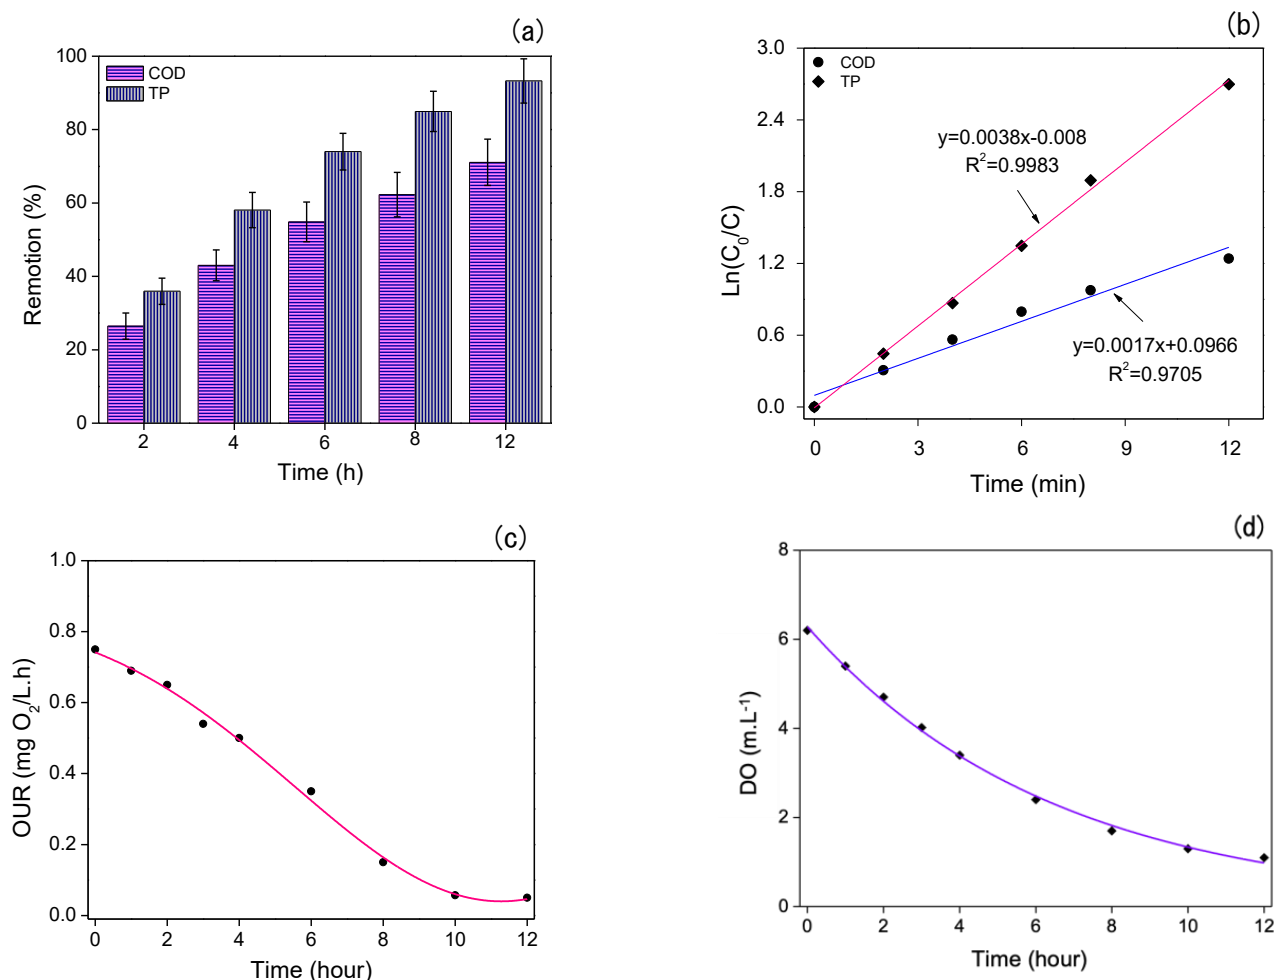 (a)
COD
TP
100
80
60
40
20
0
Remotion (%)
2 4 6 8 12
Time (h)
(b)
COD
TP
3.0
2.4
1.8
1.2
0.6
0.0
Ln(C₀/C)
y=0.0038x-0.008
R²=0.9983
y=0.0017x+0.0966
R²=0.9705
0 3 6 9 12
Time (min)
(c)
1.0
0.8
0.6
0.4
0.2
0.0
OUR (mg O₂/L.h)
0 2 4 6 8 10 12
Time (hour)
(d)
8
6
4
2
0
DO (m.L⁻¹)
0 2 4 6 8 10 12
Time (hour)